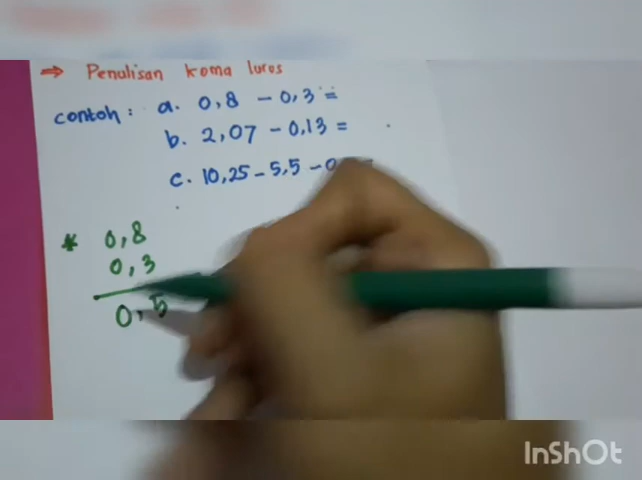 ⇒ Penulisan koma lurus
contoh : a. 0,8 - 0,3 =
b. 2,07 - 0,13 =
c. 10,25 - 5,5 - 0
* 0,8
0,3
0,5
InShOt